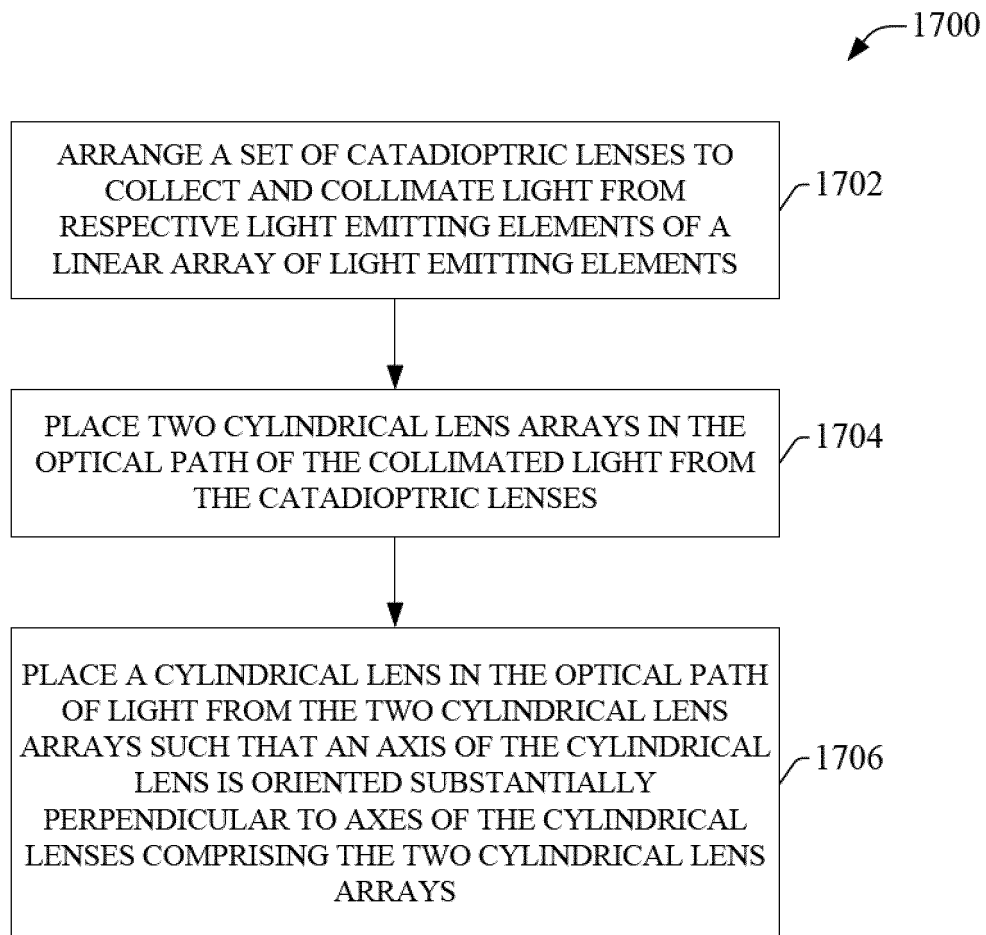 1700
ARRANGE A SET OF CATADIOPTRIC LENSES TO
COLLECT AND COLLIMATE LIGHT FROM
RESPECTIVE LIGHT EMITTING ELEMENTS OF A
LINEAR ARRAY OF LIGHT EMITTING ELEMENTS
1702
PLACE TWO CYLINDRICAL LENS ARRAYS IN THE
OPTICAL PATH OF THE COLLIMATED LIGHT FROM
THE CATADIOPTRIC LENSES
1704
PLACE A CYLINDRICAL LENS IN THE OPTICAL PATH
OF LIGHT FROM THE TWO CYLINDRICAL LENS
ARRAYS SUCH THAT AN AXIS OF THE CYLINDRICAL
LENS IS ORIENTED SUBSTANTIALLY
PERPENDICULAR TO AXES OF THE CYLINDRICAL
LENSES COMPRISING THE TWO CYLINDRICAL LENS
ARRAYS
1706